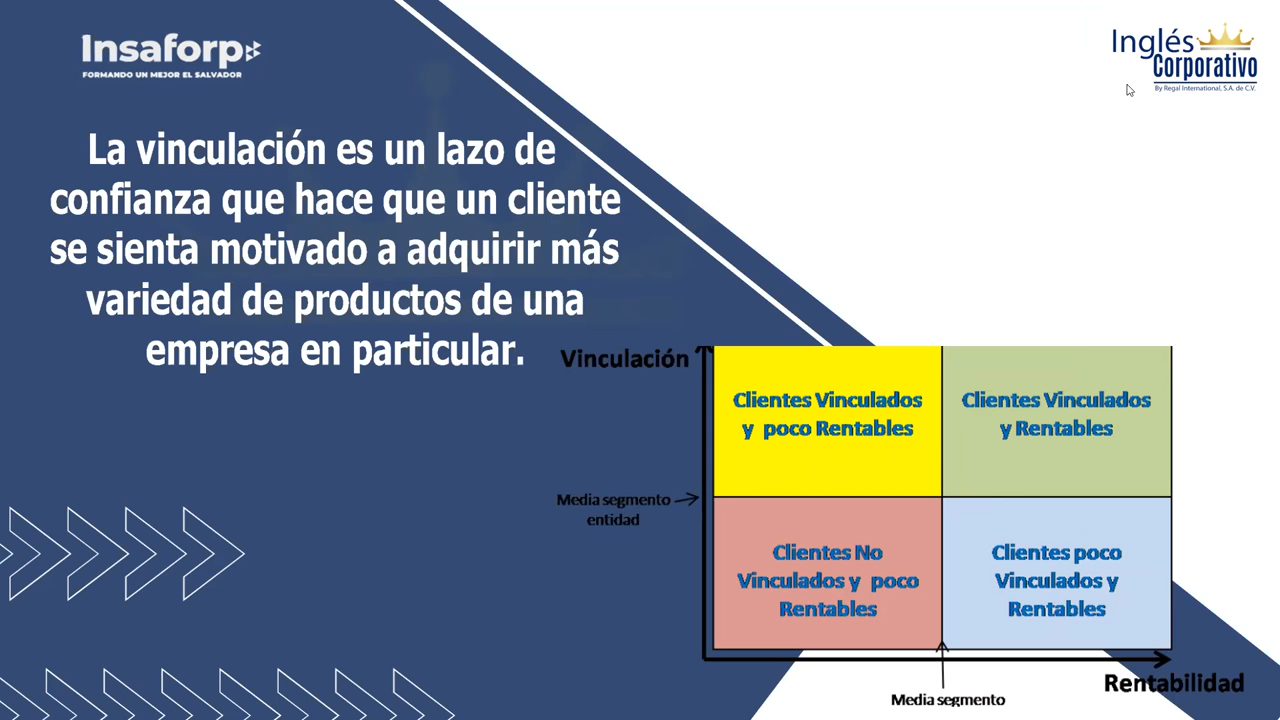 Insaforp
FORMANDO UN MEJOR EL SALVADOR
Inglés
Corporativo
By Regal International, S.A. de C.V.
La vinculación es un lazo de
confianza que hace que un cliente
se sienta motivado a adquirir más
variedad de productos de una
empresa en particular.
Vinculación
Clientes Vinculados
y poco Rentables
Clientes Vinculados
y Rentables
Media segmento
entidad
Clientes No
Vinculados y poco
Rentables
Clientes poco
Vinculados y
Rentables
Rentabilidad
Media segmento